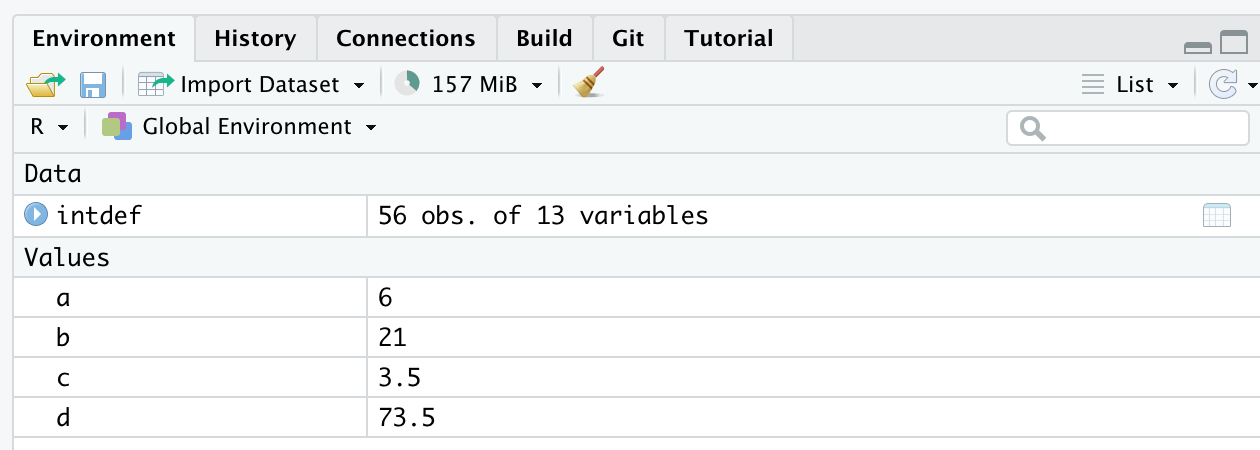 Environment History Connections Build Git Tutorial
Import Dataset 157 MiB List
R Global Environment
Data
intdef 56 obs. of 13 variables
Values
a 6
b 21
c 3.5
d 73.5